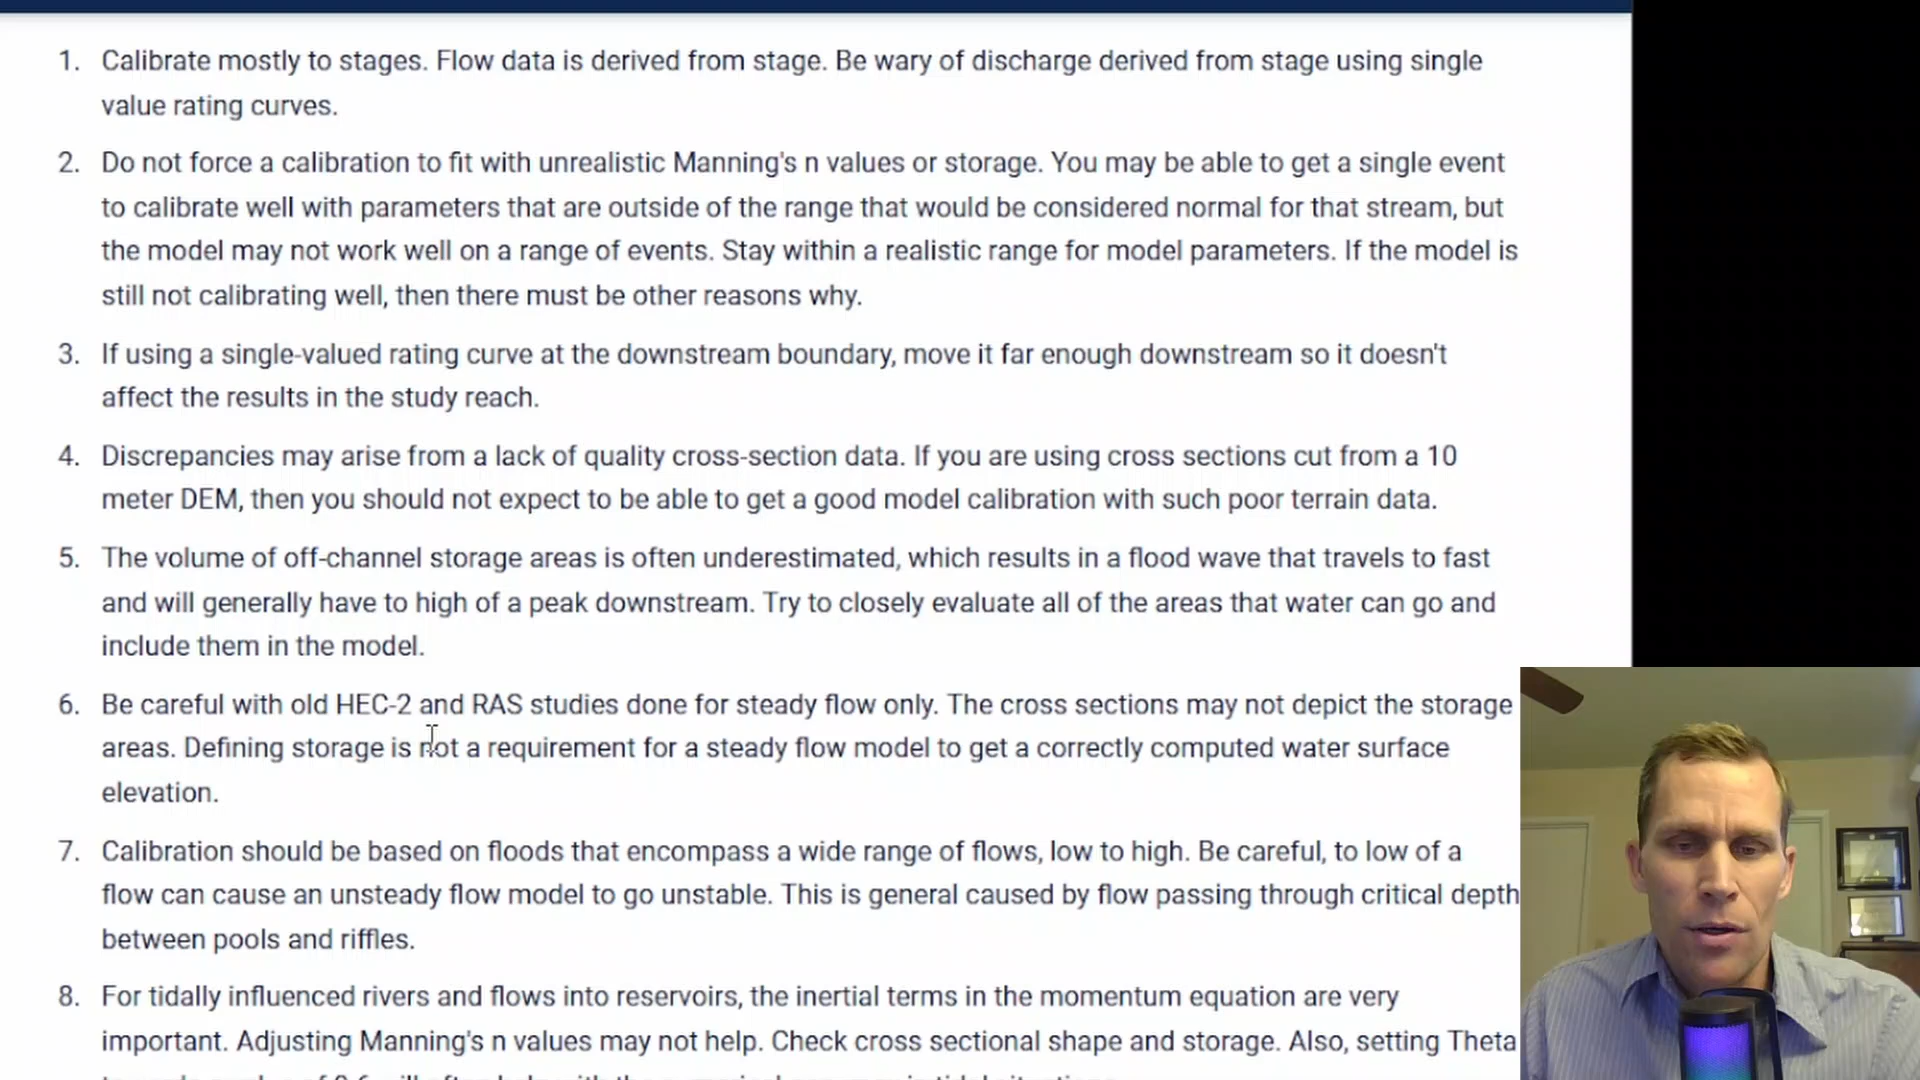 1. Calibrate mostly to stages. Flow data is derived from stage. Be wary of discharge derived from stage using single
value rating curves.
2. Do not force a calibration to fit with unrealistic Manning's n values or storage. You may be able to get a single event
to calibrate well with parameters that are outside of the range that would be considered normal for that stream, but
the model may not work well on a range of events. Stay within a realistic range for model parameters. If the model is
still not calibrating well, then there must be other reasons why.
3. If using a single-valued rating curve at the downstream boundary, move it far enough downstream so it doesn't
affect the results in the study reach.
4. Discrepancies may arise from a lack of quality cross-section data. If you are using cross sections cut from a 10
meter DEM, then you should not expect to be able to get a good model calibration with such poor terrain data.
5. The volume of off-channel storage areas is often underestimated, which results in a flood wave that travels to fast
and will generally have to high of a peak downstream. Try to closely evaluate all of the areas that water can go and
include them in the model.
6. Be careful with old HEC-2 and RAS studies done for steady flow only. The cross sections may not depict the storage
areas. Defining storage is not a requirement for a steady flow model to get a correctly computed water surface
elevation.
7. Calibration should be based on floods that encompass a wide range of flows, low to high. Be careful, to low of a
flow can cause an unsteady flow model to go unstable. This is general caused by flow passing through critical depth
between pools and riffles.
8. For tidally influenced rivers and flows into reservoirs, the inertial terms in the momentum equation are very
important. Adjusting Manning's n values may not help. Check cross sectional shape and storage. Also, setting Theta